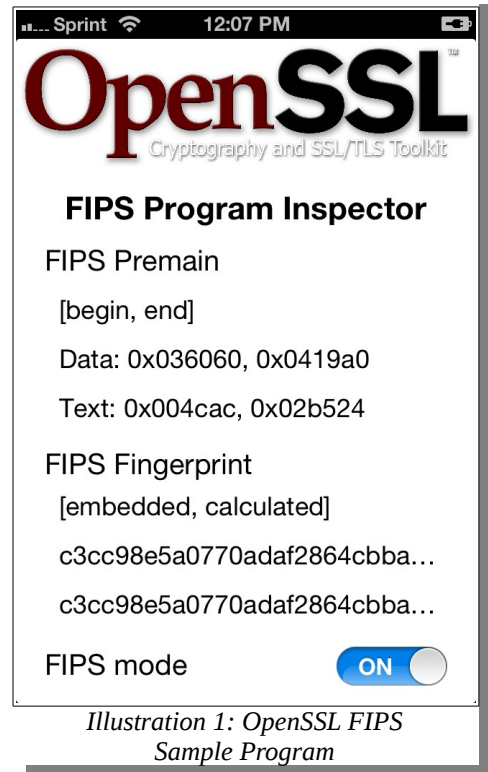 Sprint 12:07 PM
OpenSSL™
Cryptography and SSL/TLS Toolkit
FIPS Program Inspector
FIPS Premain
[begin, end]
Data: 0x036060, 0x0419a0
Text: 0x004cac, 0x02b524
FIPS Fingerprint
[embedded, calculated]
c3cc98e5a0770adaf2864cbba...
c3cc98e5a0770adaf2864cbba...
FIPS mode ON
Illustration 1: OpenSSL FIPS
Sample Program